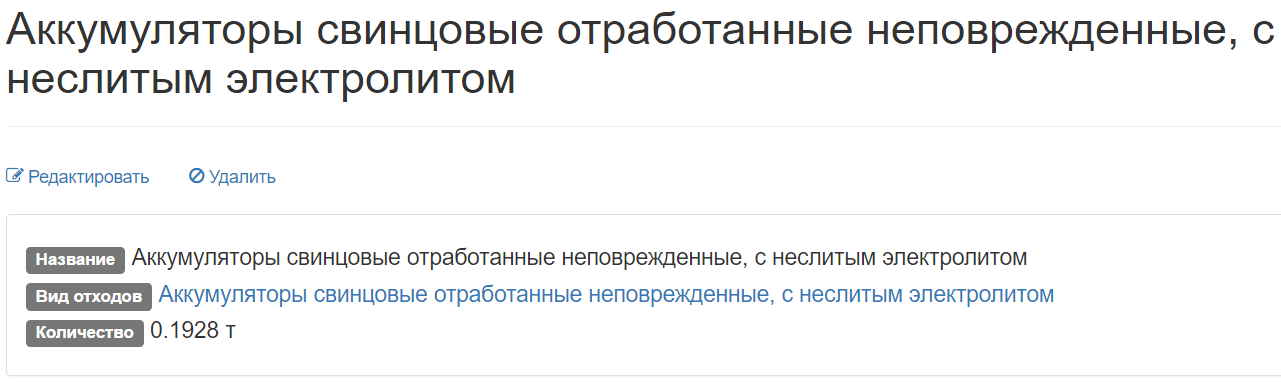 Аккумуляторы свинцовые отработанные неповрежденные, с
неслитым электролитом
Редактировать Удалить
Название Аккумуляторы свинцовые отработанные неповрежденные, с неслитым электролитом
Вид отходов Аккумуляторы свинцовые отработанные неповрежденные, с неслитым электролитом
Количество 0.1928 т